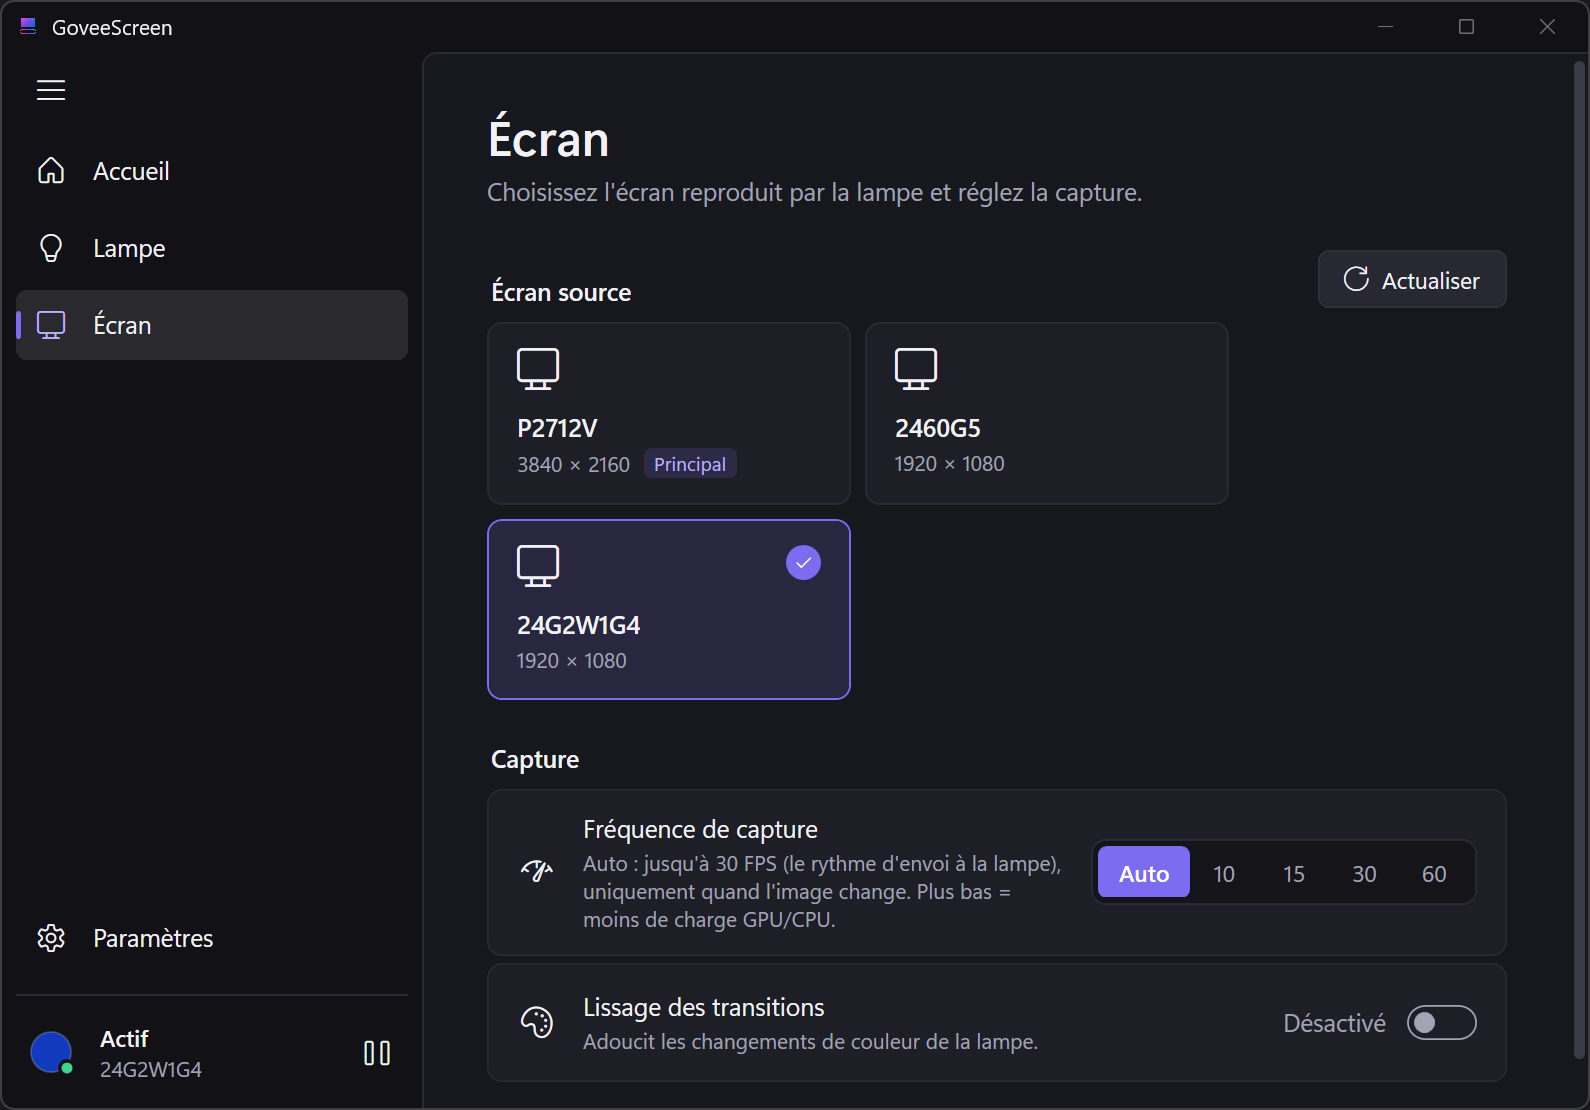 GoveeScreen
Accueil
Lampe
Écran
Paramètres
Actif
24G2W1G4
Écran
Choisissez l'écran reproduit par la lampe et réglez la capture.
Écran source
Actualiser
P2712V
3840 × 2160 Principal
2460G5
1920 × 1080
24G2W1G4
1920 × 1080
Capture
Fréquence de capture
Auto : jusqu'à 30 FPS (le rythme d'envoi à la lampe),
uniquement quand l'image change. Plus bas =
moins de charge GPU/CPU.
Auto 10 15 30 60
Lissage des transitions
Adoucit les changements de couleur de la lampe.
Désactivé